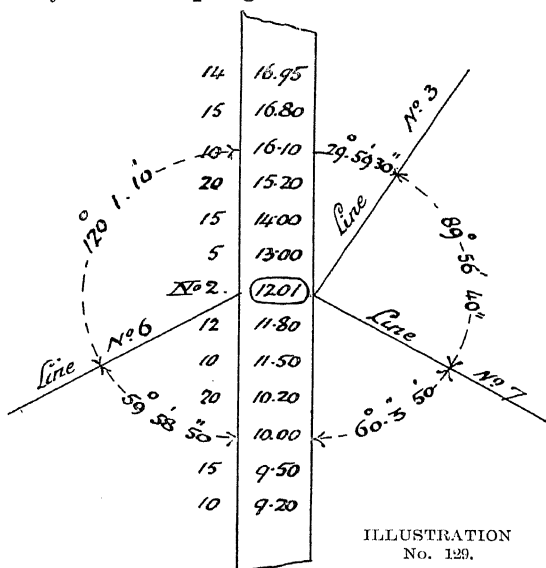 14 16.95
No 3
15 16.80
10 16.10 29° 59' 30"
20 15.20
120° 1. 10'
15 14.00 Line
89°-56' 40"
5 13.00
No 2. 1201
Line No 6 12 11.80 Line
10 11.50 No 7
59° 58' 50" 20 10.20 60° 3" 50'
10.00
15 9.50
10 9.20
ILLUSTRATION
No. 129.